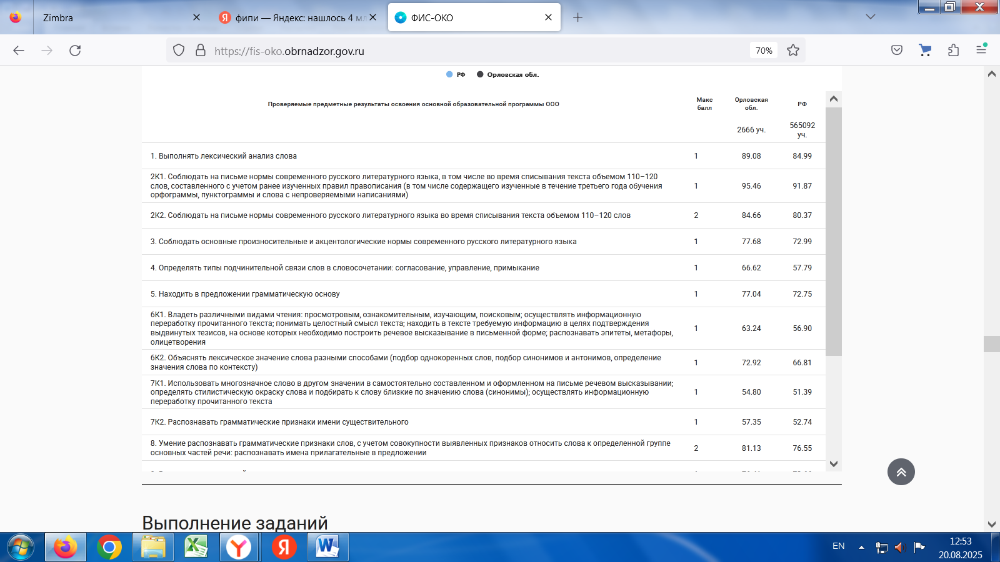 Zimbra
фипи — Яндекс: нашлось 4 мл
ФИС-ОКО
https://fis-oko.obrnadzor.gov.ru
70%
РФ
Орловская обл.
Проверяемые предметные результаты освоения основной образовательной программы ООО
Макс балл
Орловская обл.
РФ
2666 уч.
565092 уч.
1. Выполнять лексический анализ слова
1
89.08
84.99
2К1. Соблюдать на письме нормы современного русского литературного языка, в том числе во время списывания текста объемом 110–120
слов, составленного с учетом ранее изученных правил правописания (в том числе содержащего изученные в течение третьего года обучения
орфограммы, пунктограммы и слова с непроверяемыми написаниями)
1
95.46
91.87
2К2. Соблюдать на письме нормы современного русского литературного языка во время списывания текста объемом 110–120 слов
2
84.66
80.37
3. Соблюдать основные произносительные и акцентологические нормы современного русского литературного языка
1
77.68
72.99
4. Определять типы подчинительной связи слов в словосочетании: согласование, управление, примыкание
1
66.62
57.79
5. Находить в предложении грамматическую основу
1
77.04
72.75
6К1. Владеть различными видами чтения: просмотровым, ознакомительным, изучающим, поисковым; осуществлять информационную
переработку прочитанного текста; понимать целостный смысл текста; находить в тексте требуемую информацию в целях подтверждения
выдвинутых тезисов, на основе которых необходимо построить речевое высказывание в письменной форме; распознавать эпитеты, метафоры,
олицетворения
1
63.24
56.90
6К2. Объяснять лексическое значение слова разными способами (подбор однокоренных слов, подбор синонимов и антонимов, определение
значения слова по контексту)
1
72.92
66.81
7К1. Использовать многозначное слово в другом значении в самостоятельно составленном и оформленном на письме речевом высказывании;
определять стилистическую окраску слова и подбирать к слову близкие по значению слова (синонимы); осуществлять информационную
переработку прочитанного текста
1
54.80
51.39
7К2. Распознавать грамматические признаки имени существительного
1
57.35
52.74
8. Умение распознавать грамматические признаки слов, с учетом совокупности выявленных признаков относить слова к определенной группе
основных частей речи: распознавать имена прилагательные в предложении
2
81.13
76.55
Выполнение заданий
EN
12:53
20.08.2025